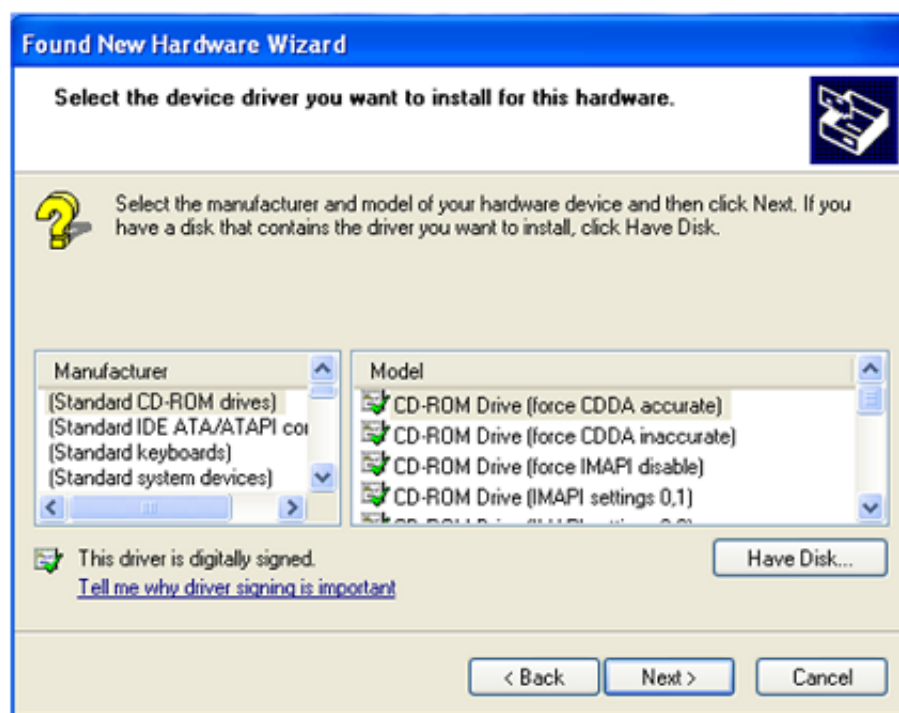 Found New Hardware Wizard
Select the device driver you want to install for this hardware.
Select the manufacturer and model of your hardware device and then click Next. If you
have a disk that contains the driver you want to install, click Have Disk.
Manufacturer
(Standard CD-ROM drives)
(Standard IDE ATA/ATAPI con
(Standard keyboards)
(Standard system devices)
Model
CD-ROM Drive (force CDDA accurate)
CD-ROM Drive (force CDDA inaccurate)
CD-ROM Drive (force IMAPI disable)
CD-ROM Drive (IMAPI settings 0,1)
This driver is digitally signed.
Tell me why driver signing is important
Have Disk...
< Back
Next >
Cancel